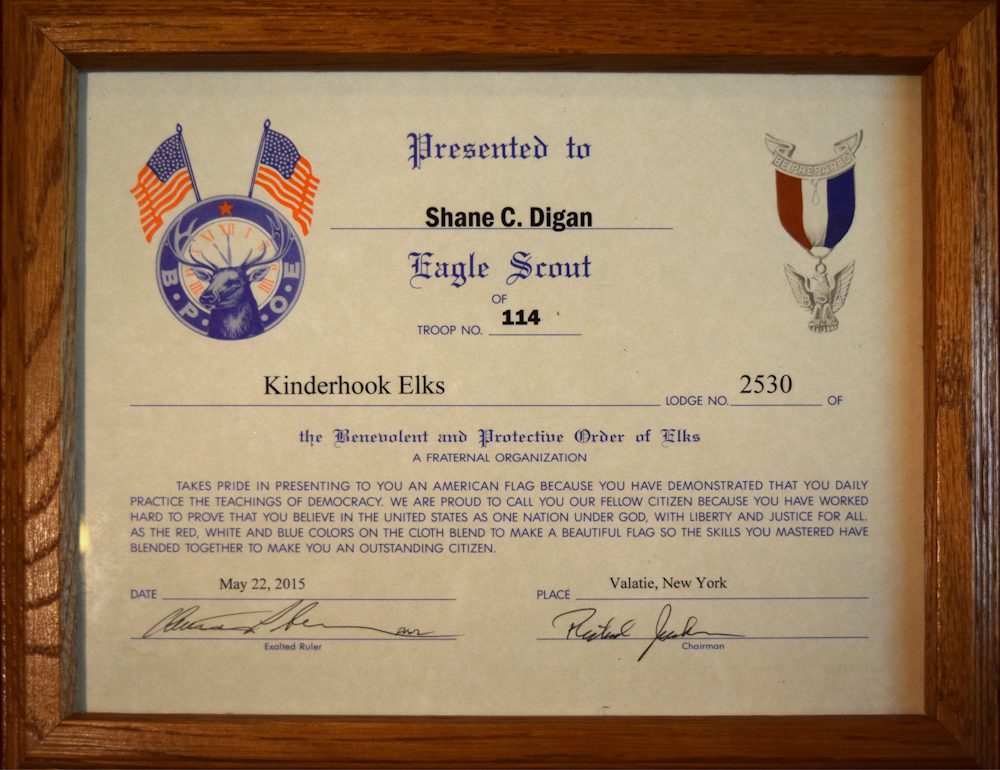 Presented to
Shane C. Digan
Eagle Scout
OF
TROOP NO. 114
BE PREPARED
XI XII I
B. P. O. E
Kinderhook Elks LODGE NO. 2530 OF
the Benevolent and Protective Order of Elks
A FRATERNAL ORGANIZATION
TAKES PRIDE IN PRESENTING TO YOU AN AMERICAN FLAG BECAUSE YOU HAVE DEMONSTRATED THAT YOU DAILY
PRACTICE THE TEACHINGS OF DEMOCRACY. WE ARE PROUD TO CALL YOU OUR FELLOW CITIZEN BECAUSE YOU HAVE WORKED
HARD TO PROVE THAT YOU BELIEVE IN THE UNITED STATES AS ONE NATION UNDER GOD, WITH LIBERTY AND JUSTICE FOR ALL.
AS THE RED, WHITE AND BLUE COLORS ON THE CLOTH BLEND TO MAKE A BEAUTIFUL FLAG SO THE SKILLS YOU MASTERED HAVE
BLENDED TOGETHER TO MAKE YOU AN OUTSTANDING CITIZEN.
DATE May 22, 2015 PLACE Valatie, New York
Exalted Ruler Chairman